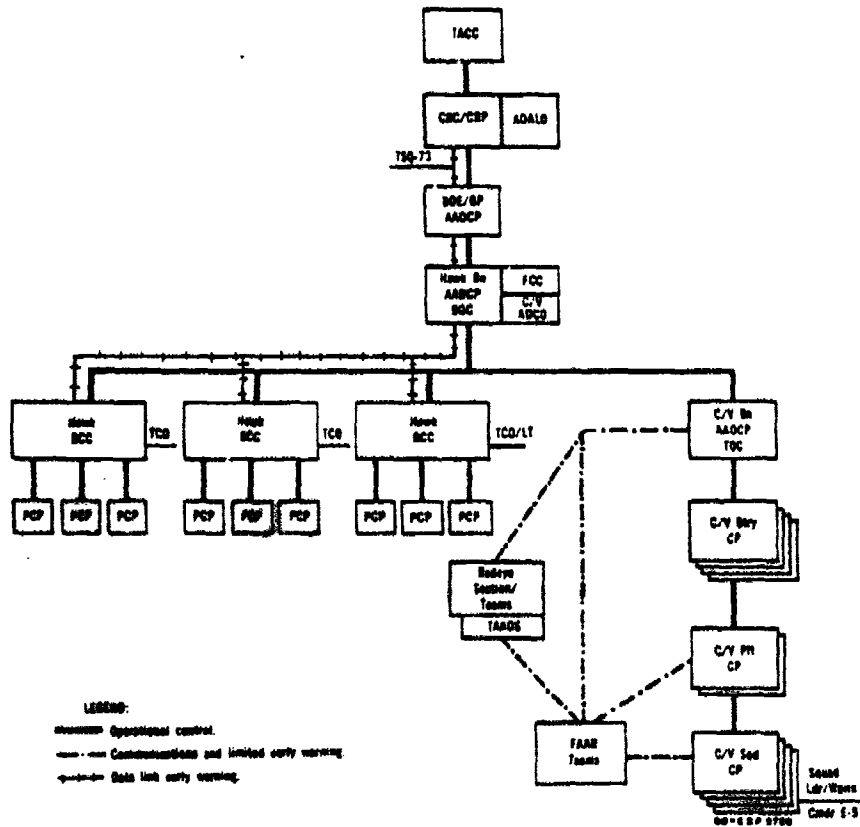 TACC
CRC/CRP
ADALO
TSQ-73
BDE/GP
AADCP
Hawk Bn
AADCP
BOC
FCC
C/V
ADCO
Hawk
BCC
TCO
Hawk
BCC
TCO
Hawk
BCC
TCO/LT
C/V Bn
AADCP
TOC
PCP
PCP
PCP
PCP
PCP
PCP
PCP
PCP
PCP
C/V Btry
CP
Redeye
Section/
Teams
TAADS
C/V Plt
CP
FAAR
Teams
C/V Sqd
CP
Squad
Ldr/Wpns
Cmdr E-5
LEGEND:
Operational control.
Communications and limited early warning.
Data link early warning.